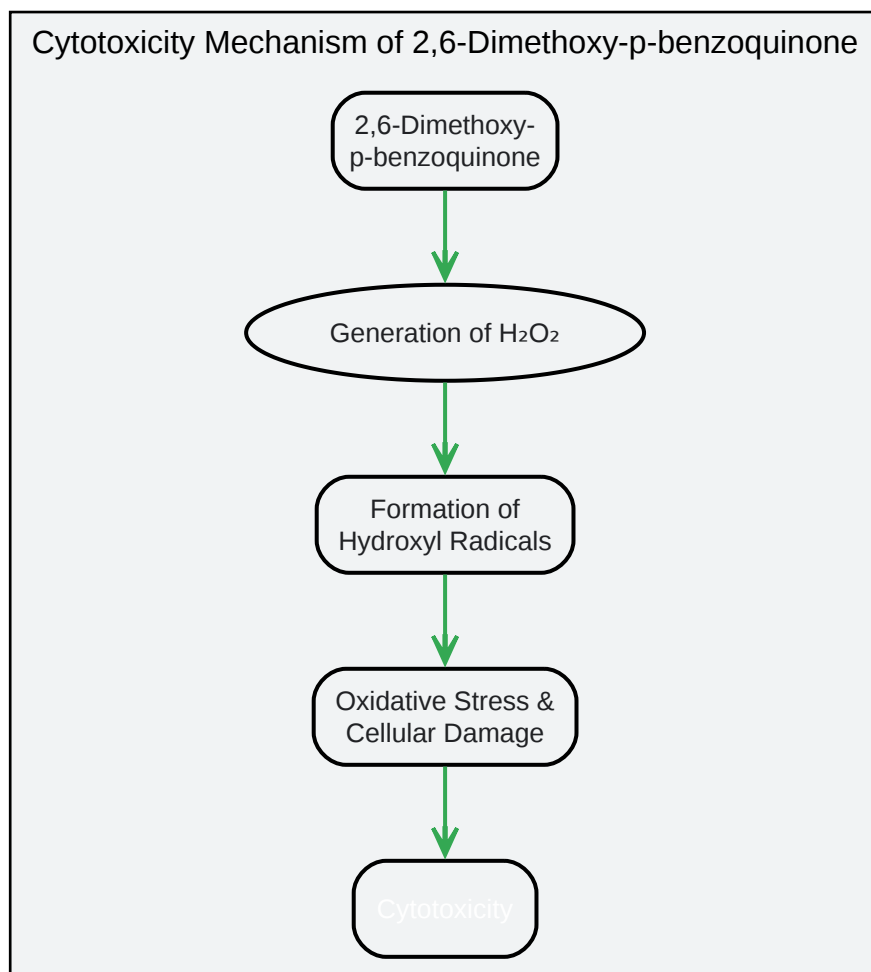 Cytotoxicity Mechanism of 2,6-Dimethoxy-p-benzoquinone
2,6-Dimethoxy-
p-benzoquinone
Generation of H₂O₂
Formation of
Hydroxyl Radicals
Oxidative Stress &
Cellular Damage
Cytotoxicity